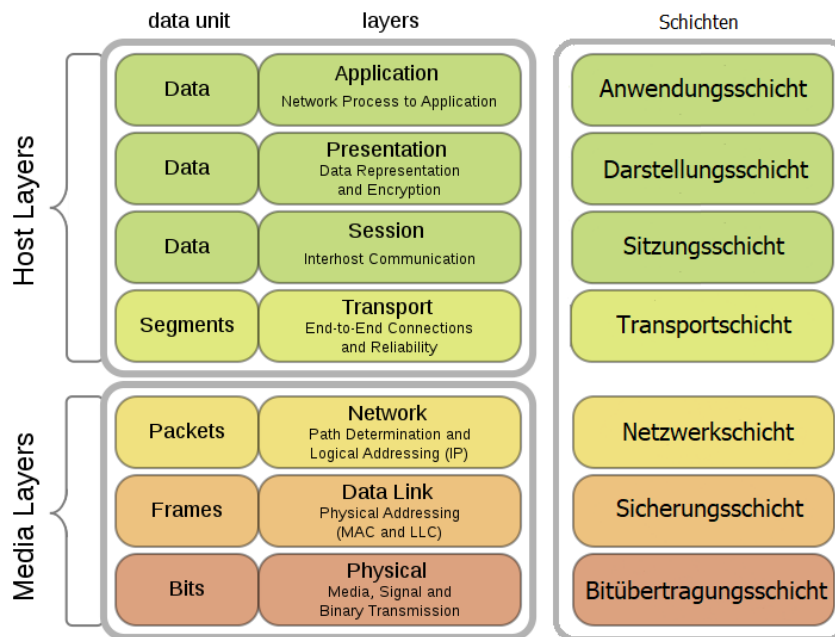 data unit layers Schichten
Host Layers
Data
Application
Network Process to Application
Anwendungsschicht
Data
Presentation
Data Representation
and Encryption
Darstellungsschicht
Data
Session
Interhost Communication
Sitzungsschicht
Segments
Transport
End-to-End Connections
and Reliability
Transportschicht
Media Layers
Packets
Network
Path Determination and
Logical Addressing (IP)
Netzwerkschicht
Frames
Data Link
Physical Addressing
(MAC and LLC)
Sicherungsschicht
Bits
Physical
Media, Signal and
Binary Transmission
Bitübertragungsschicht